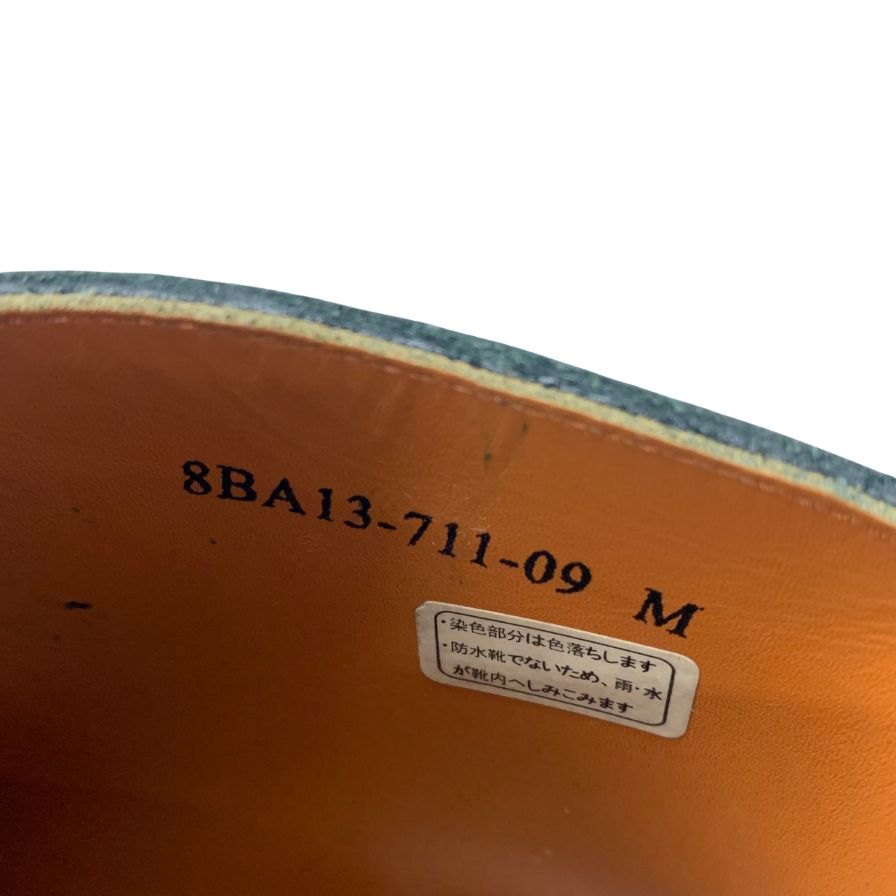 8BA13-711-09 M
・染色部分は色落ちします
・防水靴でないため、雨・水
が靴内へしみこみます